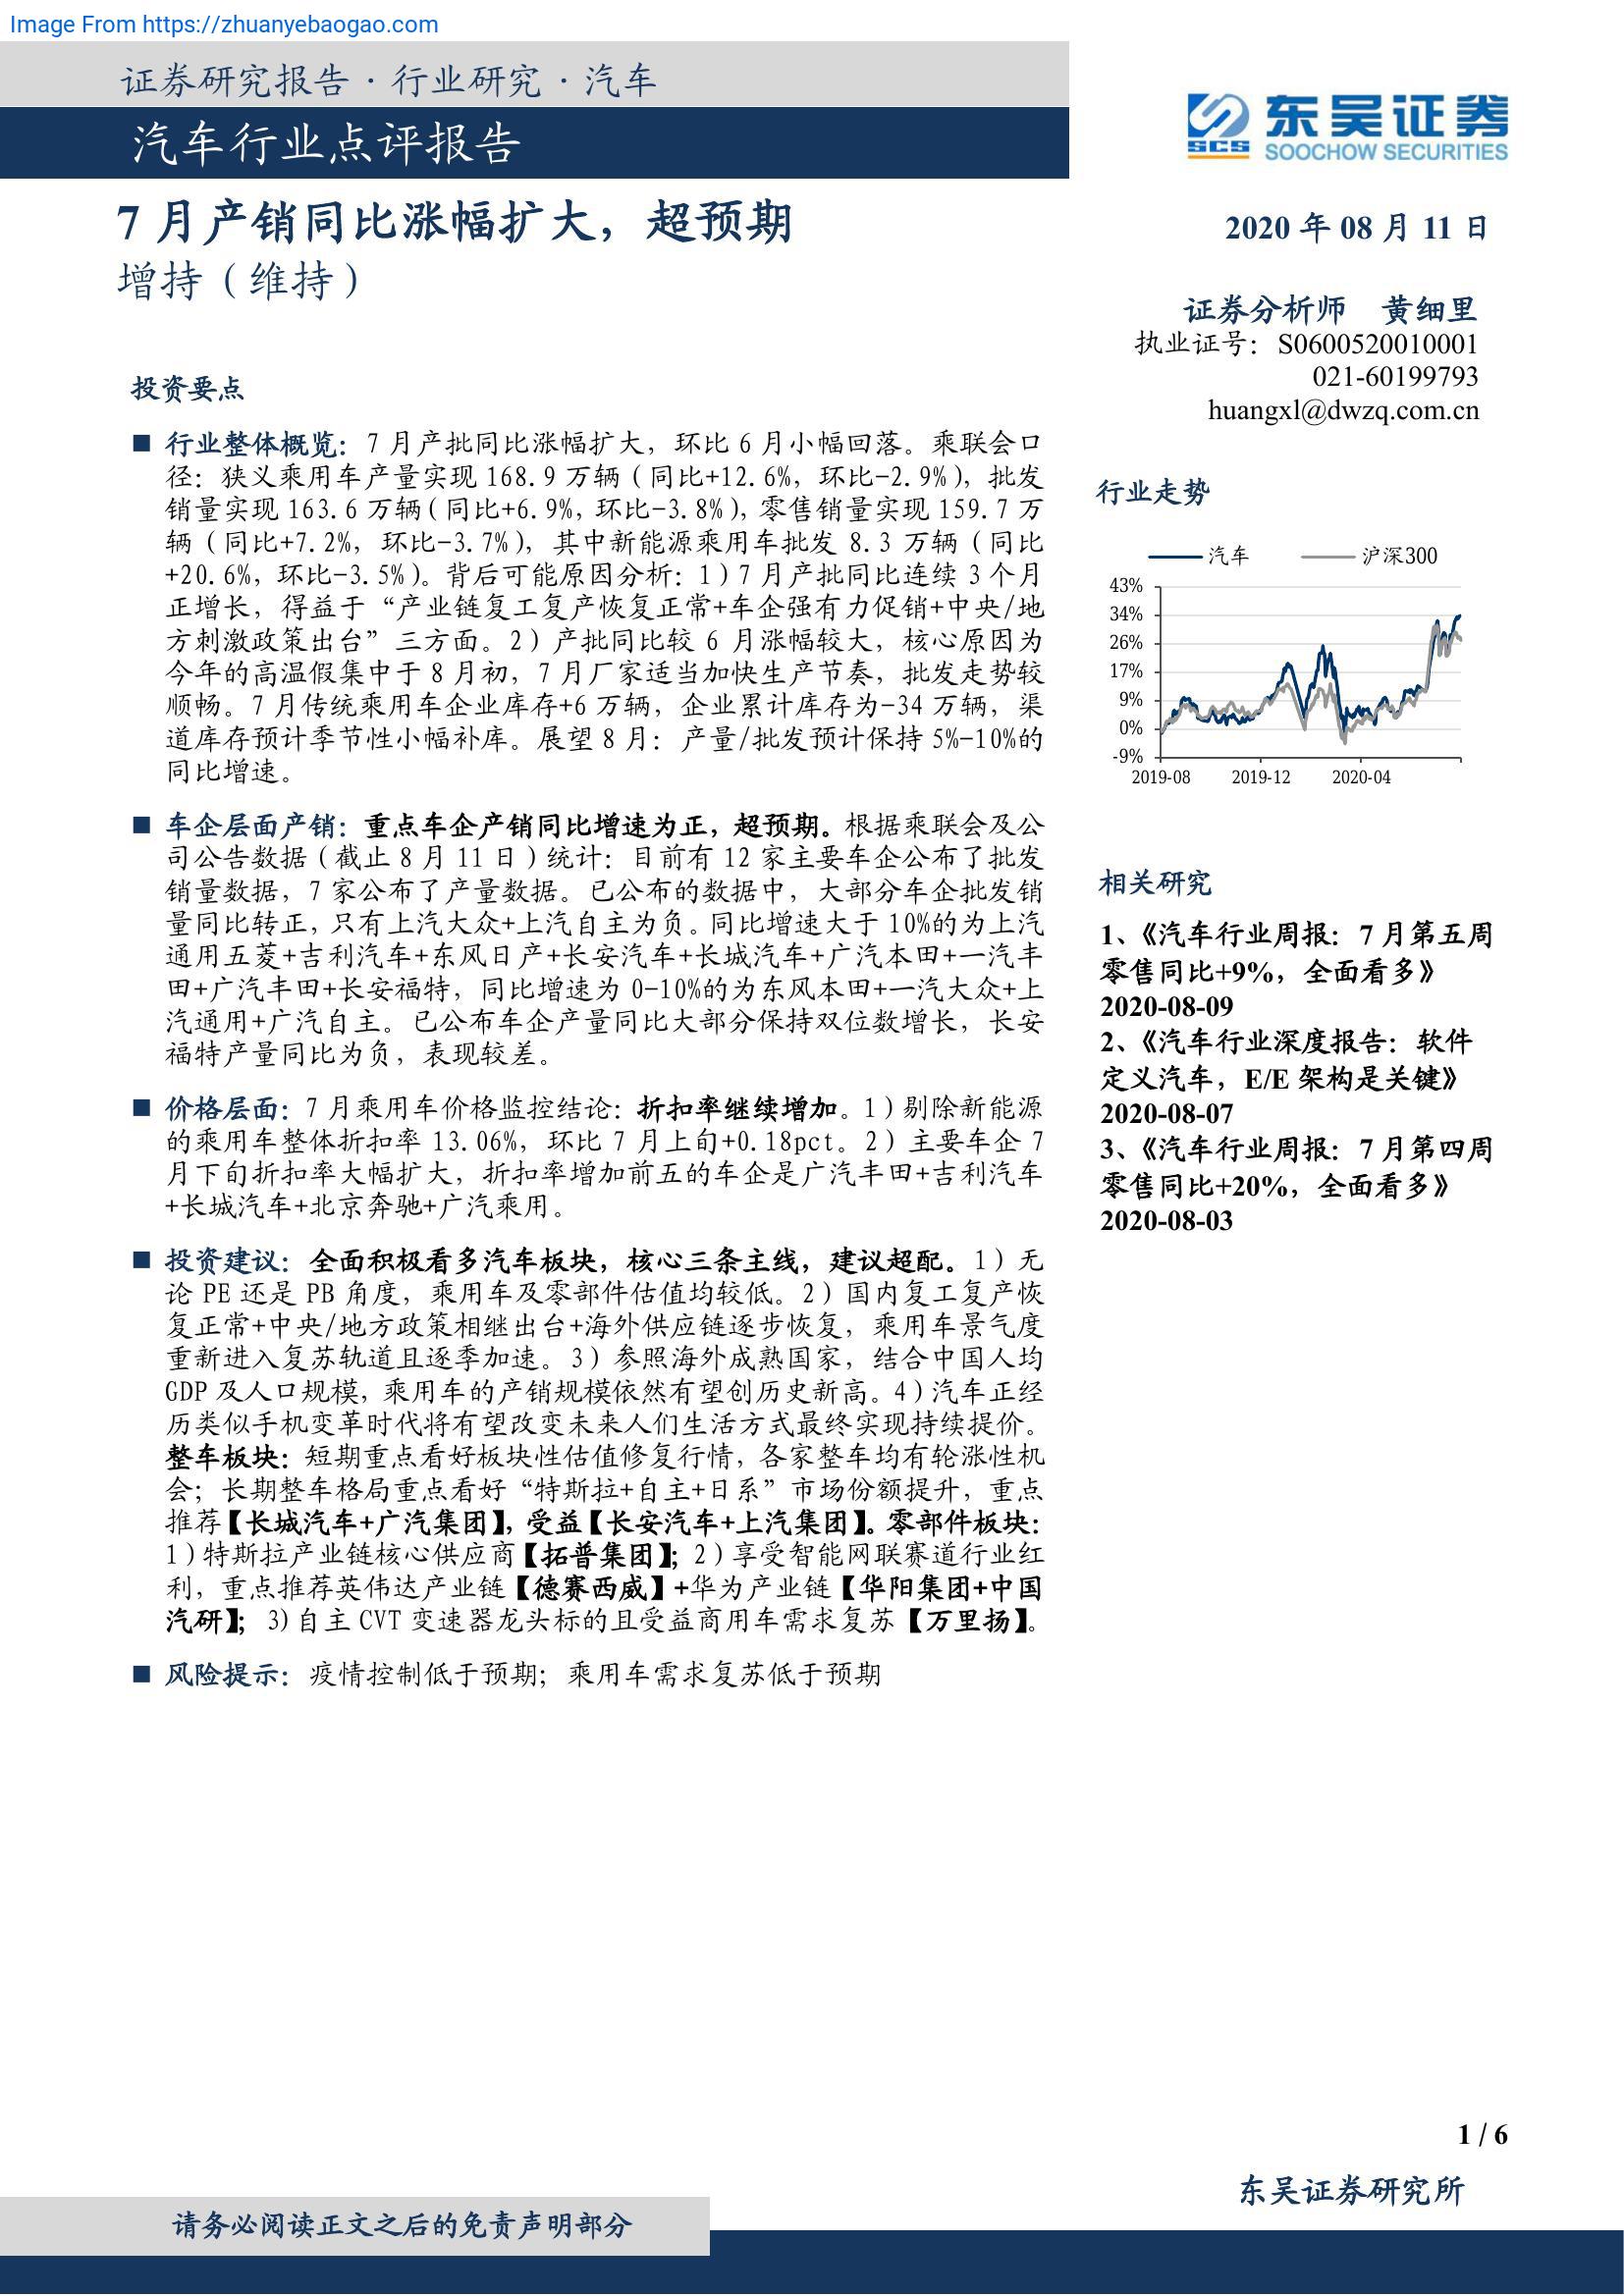 Image From https://zhuanyebaogao.com
证券研究报告·行业研究·汽车
汽车行业点评报告
东吴证券
SCS
SOOCHOW SECURITIES
7 月产销同比涨幅扩大，超预期
增持（维持）
2020 年 08 月 11 日
证券分析师 黄细里
执业证号：S0600520010001
021-60199793
huangxl@dwzq.com.cn
投资要点
■ 行业整体概览：7 月产批同比涨幅扩大，环比 6 月小幅回落。乘联会口
径：狭义乘用车产量实现 168.9 万辆（同比+12.6%，环比-2.9%），批发
销量实现 163.6 万辆（同比+6.9%，环比-3.8%），零售销量实现 159.7 万
辆（同比+7.2%，环比-3.7%），其中新能源乘用车批发 8.3 万辆（同比
+20.6%，环比-3.5%）。背后可能原因分析：1）7 月产批同比连续 3 个月
正增长，得益于“产业链复工复产恢复正常+车企强有力促销+中央/地
方刺激政策出台”三方面。2）产批同比较 6 月涨幅较大，核心原因为
今年的高温假集中于 8 月初，7 月厂家适当加快生产节奏，批发走势较
顺畅。7 月传统乘用车企业库存+6 万辆，企业累计库存为-34 万辆，渠
道库存预计季节性小幅补库。展望 8 月：产量/批发预计保持 5%-10%的
同比增速。
■ 车企层面产销：重点车企产销同比增速为正，超预期。根据乘联会及公
司公告数据（截止 8 月 11 日）统计：目前有 12 家主要车企公布了批发
销量数据，7 家公布了产量数据。已公布的数据中，大部分车企批发销
量同比转正，只有上汽大众+上汽自主为负。同比增速大于 10%的为上汽
通用五菱+吉利汽车+东风日产+长安汽车+长城汽车+广汽本田+一汽丰
田+广汽丰田+长安福特，同比增速为 0-10%的为东风本田+一汽大众+上
汽通用+广汽自主。已公布车企产量同比大部分保持双位数增长，长安
福特产量同比为负，表现较差。
■ 价格层面：7 月乘用车价格监控结论：折扣率继续增加。1）剔除新能源
的乘用车整体折扣率 13.06%，环比 7 月上旬+0.18pct。2）主要车企 7
月下旬折扣率大幅扩大，折扣率增加前五的车企是广汽丰田+吉利汽车
+长城汽车+北京奔驰+广汽乘用。
■ 投资建议：全面积极看多汽车板块，核心三条主线，建议超配。1）无
论 PE 还是 PB 角度，乘用车及零部件估值均较低。2）国内复工复产恢
复正常+中央/地方政策相继出台+海外供应链逐步恢复，乘用车景气度
重新进入复苏轨道且逐季加速。3）参照海外成熟国家，结合中国人均
GDP 及人口规模，乘用车的产销规模依然有望创历史新高。4）汽车正经
历类似手机变革时代将有望改变未来人们生活方式最终实现持续提价。
整车板块：短期重点看好板块性估值修复行情，各家整车均有轮涨性机
会；长期整车格局重点看好“特斯拉+自主+日系”市场份额提升，重点
推荐【长城汽车+广汽集团】，受益【长安汽车+上汽集团】。零部件板块：
1）特斯拉产业链核心供应商【拓普集团】；2）享受智能网联赛道行业红
利，重点推荐英伟达产业链【德赛西威】+华为产业链【华阳集团+中国
汽研】；3)自主 CVT 变速器龙头标的且受益商用车需求复苏【万里扬】。
■ 风险提示：疫情控制低于预期；乘用车需求复苏低于预期
行业走势
汽车 沪深300
43%
34%
26%
17%
9%
0%
-9%
2019-08 2019-12 2020-04
相关研究
1、《汽车行业周报：7 月第五周
零售同比+9%，全面看多》
2020-08-09
2、《汽车行业深度报告：软件
定义汽车，E/E 架构是关键》
2020-08-07
3、《汽车行业周报：7 月第四周
零售同比+20%，全面看多》
2020-08-03
1 / 6
东吴证券研究所
请务必阅读正文之后的免责声明部分